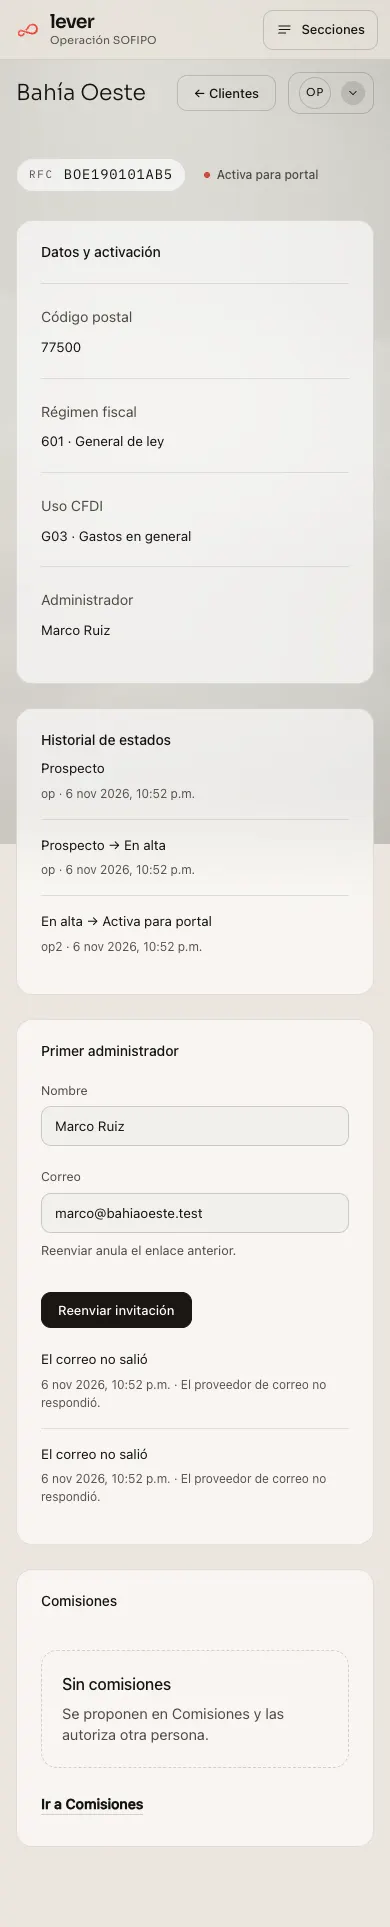 lever
Operación SOFIPO
Secciones
Bahía Oeste
← Clientes
OP
RFC BOE190101AB5
Activa para portal
Datos y activación
Código postal
77500
Régimen fiscal
601 · General de ley
Uso CFDI
G03 · Gastos en general
Administrador
Marco Ruiz
Historial de estados
Prospecto
op · 6 nov 2026, 10:52 p.m.
Prospecto → En alta
op · 6 nov 2026, 10:52 p.m.
En alta → Activa para portal
op2 · 6 nov 2026, 10:52 p.m.
Primer administrador
Nombre
Marco Ruiz
Correo
marco@bahiaoeste.test
Reenviar anula el enlace anterior.
Reenviar invitación
El correo no salió
6 nov 2026, 10:52 p.m. · El proveedor de correo no
respondió.
El correo no salió
6 nov 2026, 10:52 p.m. · El proveedor de correo no
respondió.
Comisiones
Sin comisiones
Se proponen en Comisiones y las
autoriza otra persona.
Ir a Comisiones